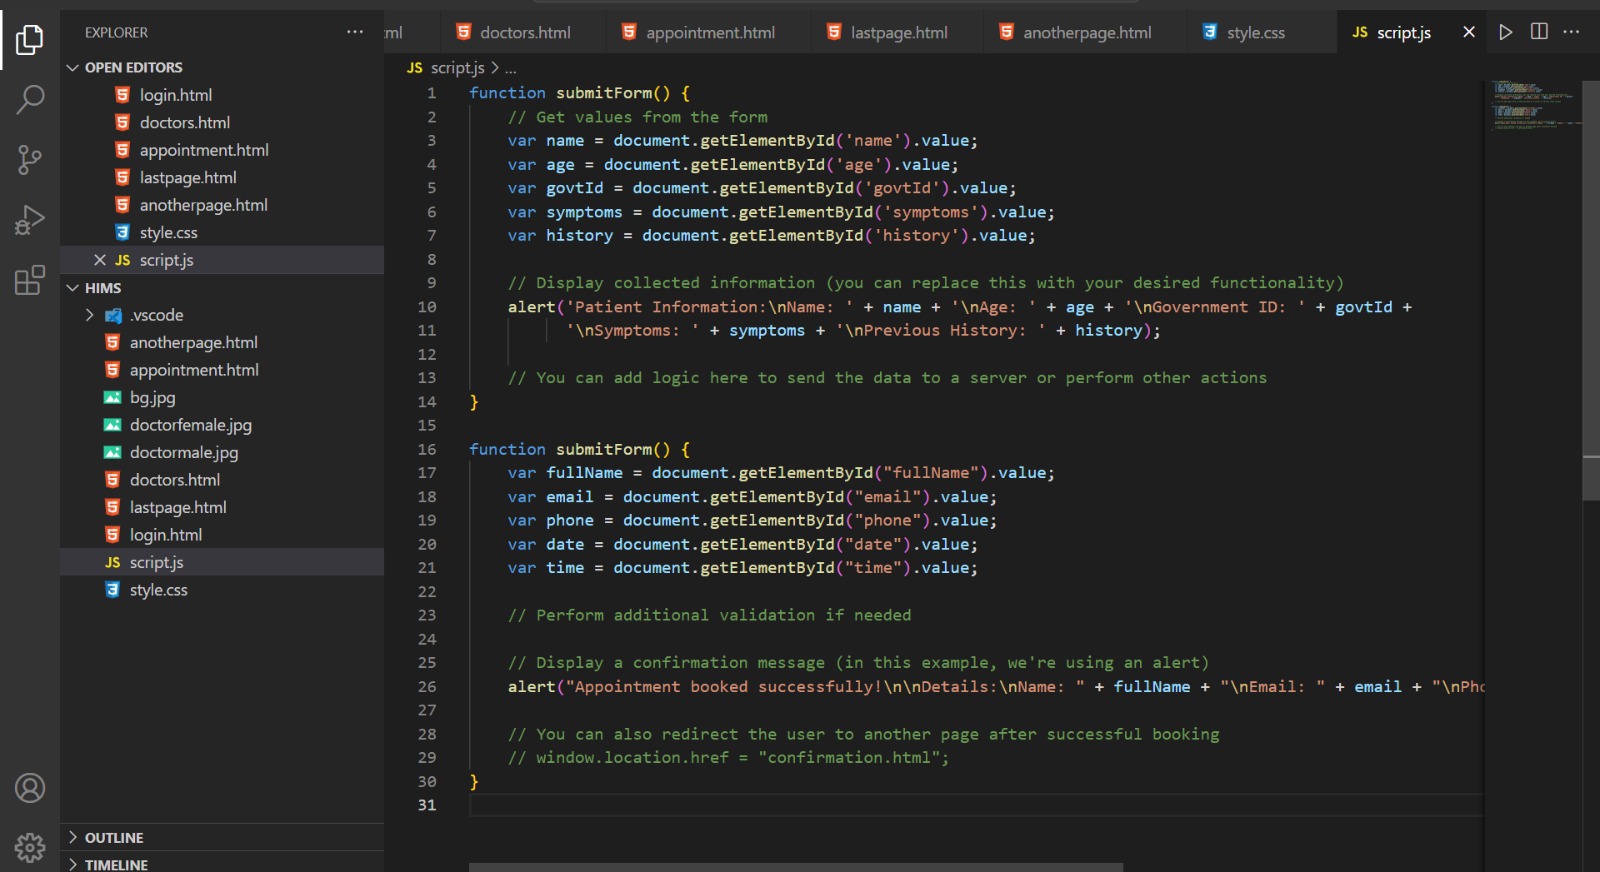 EXPLORER
OPEN EDITORS
login.html
doctors.html
appointment.html
lastpage.html
anotherpage.html
style.css
JS script.js
HIMS
.vscode
anotherpage.html
appointment.html
bg.jpg
doctorfemale.jpg
doctormale.jpg
doctors.html
lastpage.html
login.html
JS script.js
style.css
OUTLINE
TIMELINE
doctors.html appointment.html lastpage.html anotherpage.html style.css JS script.js
JS script.js > ...
1 function submitForm() {
2 // Get values from the form
3 var name = document.getElementById('name').value;
4 var age = document.getElementById('age').value;
5 var govtId = document.getElementById('govtId').value;
6 var symptoms = document.getElementById('symptoms').value;
7 var history = document.getElementById('history').value;
8
9 // Display collected information (you can replace this with your desired functionality)
10 alert('Patient Information:\nName: ' + name + '\nAge: ' + age + '\nGovernment ID: ' + govtId +
11 '\nSymptoms: ' + symptoms + '\nPrevious History: ' + history);
12
13 // You can add logic here to send the data to a server or perform other actions
14 }
15
16 function submitForm() {
17 var fullName = document.getElementById("fullName").value;
18 var email = document.getElementById("email").value;
19 var phone = document.getElementById("phone").value;
20 var date = document.getElementById("date").value;
21 var time = document.getElementById("time").value;
22
23 // Perform additional validation if needed
24
25 // Display a confirmation message (in this example, we're using an alert)
26 alert("Appointment booked successfully!\n\nDetails:\nName: " + fullName + "\nEmail: " + email + "\nPho
27
28 // You can also redirect the user to another page after successful booking
29 // window.location.href = "confirmation.html";
30 }
31